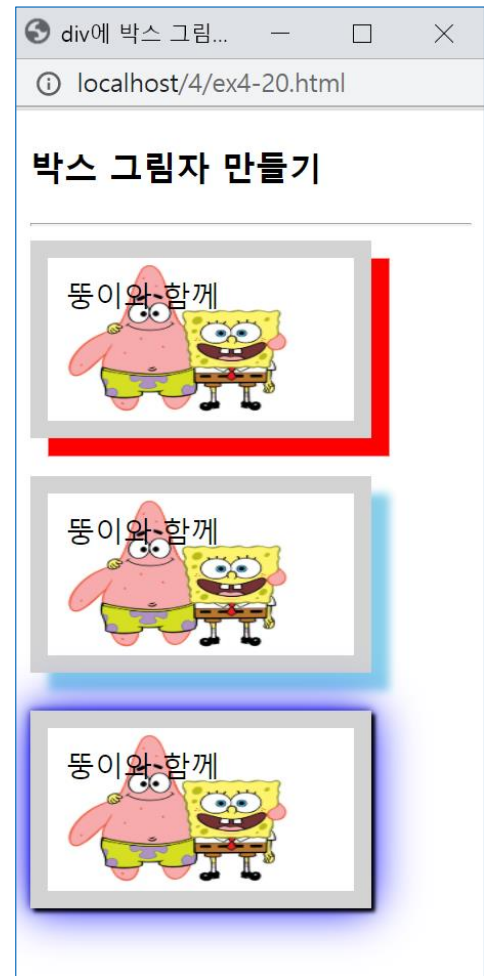 div에 박스 그림...
localhost/4/ex4-20.html
박스 그림자 만들기
뚱이와 함께
뚱이와 함께
뚱이와 함께